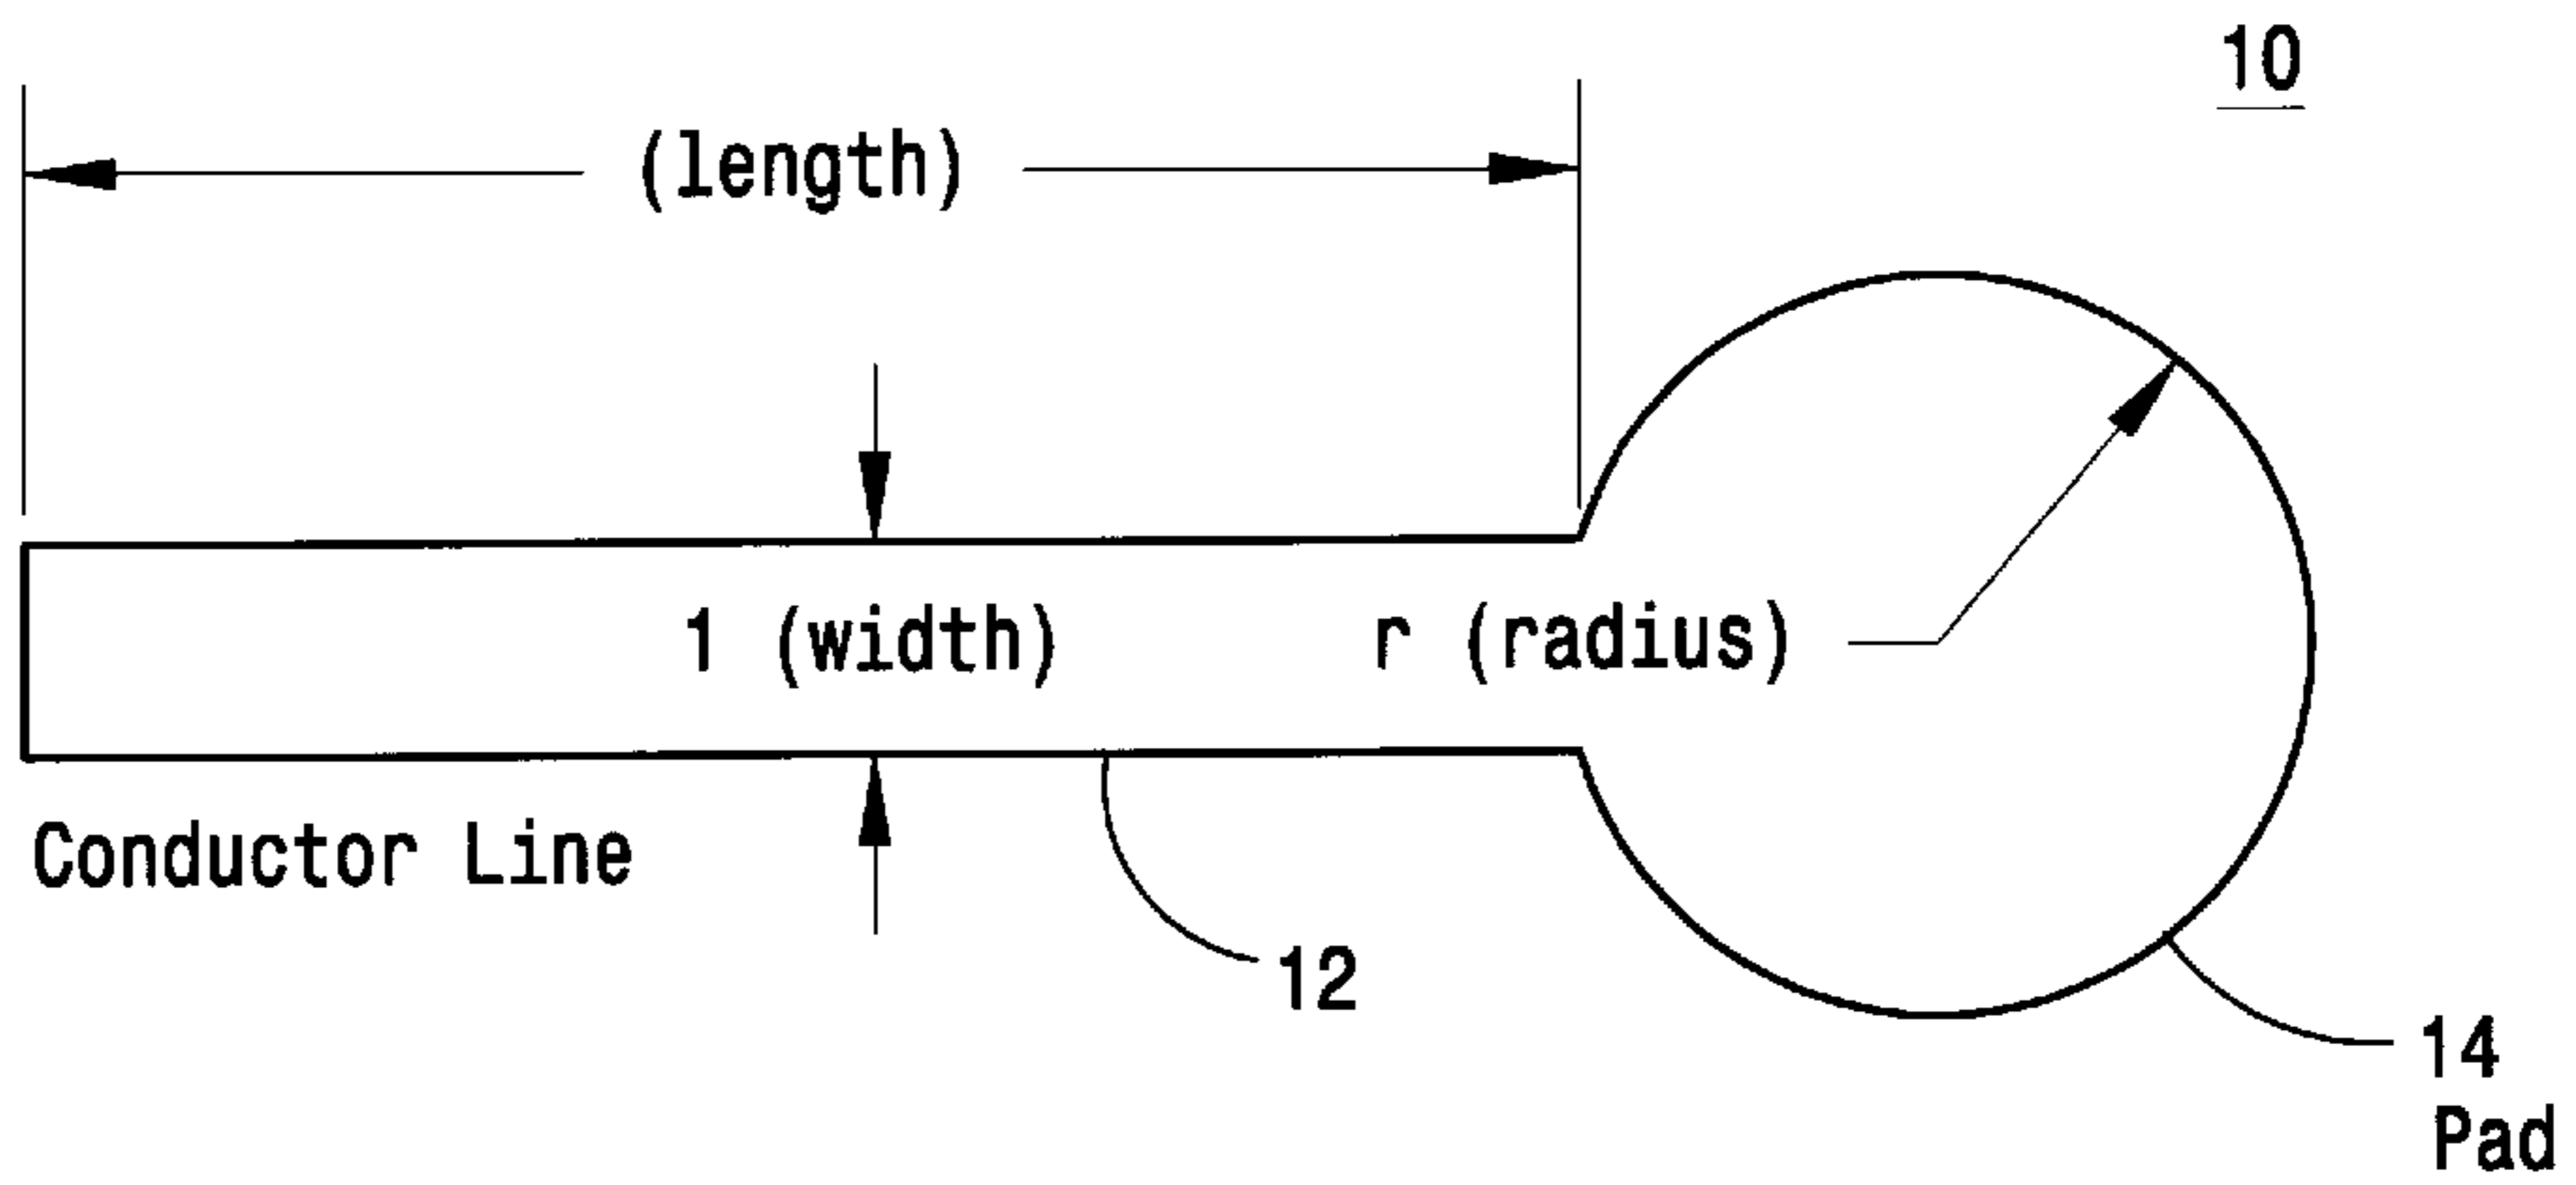 10
(length)
1 (width)
r (radius)
Conductor Line
12
14
Pad